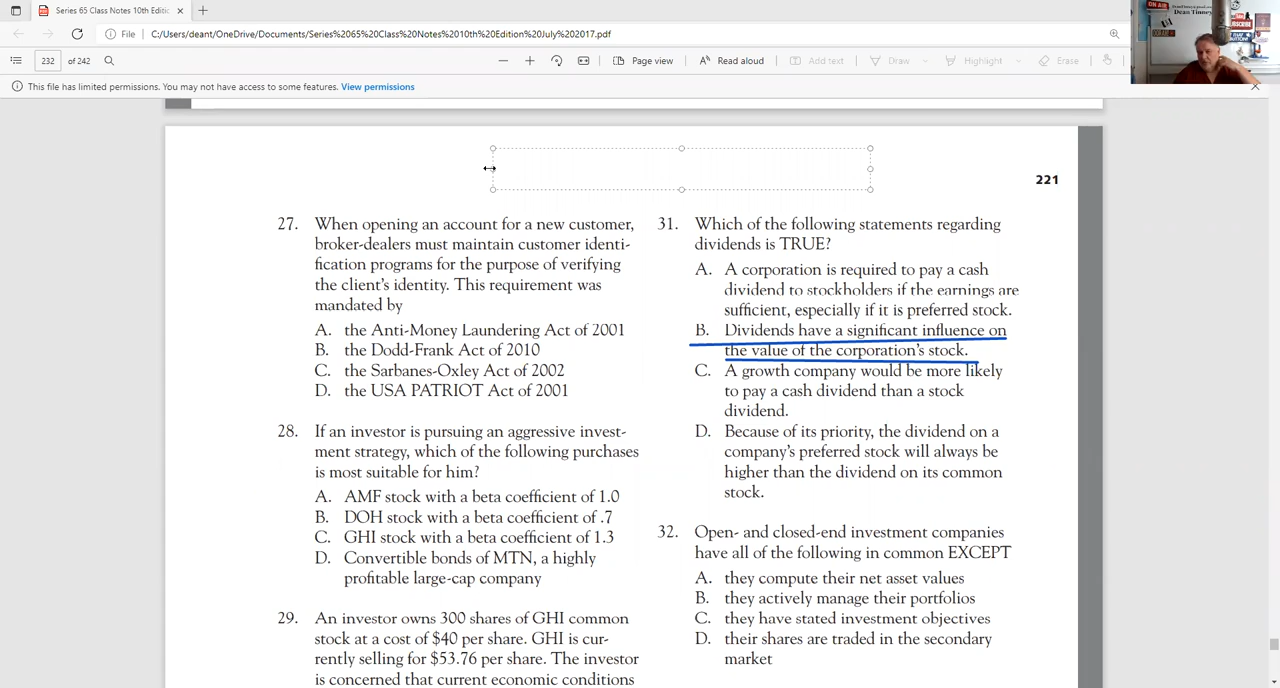 Series 65 Class Notes 10th Editic
File
C:/Users/deant/OneDrive/Documents/Series%2065%20Class%20Notes%2010th%20Edition%20July%202017.pdf
232 of 242
Page view
Read aloud
Add text
Draw
Highlight
Erase
This file has limited permissions. You may not have access to some features. View permissions
ON AIR
Dean Tinney
221
27. When opening an account for a new customer,
broker-dealers must maintain customer identi-
fication programs for the purpose of verifying
the client's identity. This requirement was
mandated by
A. the Anti-Money Laundering Act of 2001
B. the Dodd-Frank Act of 2010
C. the Sarbanes-Oxley Act of 2002
D. the USA PATRIOT Act of 2001
28. If an investor is pursuing an aggressive invest-
ment strategy, which of the following purchases
is most suitable for him?
A. AMF stock with a beta coefficient of 1.0
B. DOH stock with a beta coefficient of .7
C. GHI stock with a beta coefficient of 1.3
D. Convertible bonds of MTN, a highly
profitable large-cap company
29. An investor owns 300 shares of GHI common
stock at a cost of $40 per share. GHI is cur-
rently selling for $53.76 per share. The investor
is concerned that current economic conditions
31. Which of the following statements regarding
dividends is TRUE?
A. A corporation is required to pay a cash
dividend to stockholders if the earnings are
sufficient, especially if it is preferred stock.
B. Dividends have a significant influence on
the value of the corporation's stock.
C. A growth company would be more likely
to pay a cash dividend than a stock
dividend.
D. Because of its priority, the dividend on a
company's preferred stock will always be
higher than the dividend on its common
stock.
32. Open- and closed-end investment companies
have all of the following in common EXCEPT
A. they compute their net asset values
B. they actively manage their portfolios
C. they have stated investment objectives
D. their shares are traded in the secondary
market